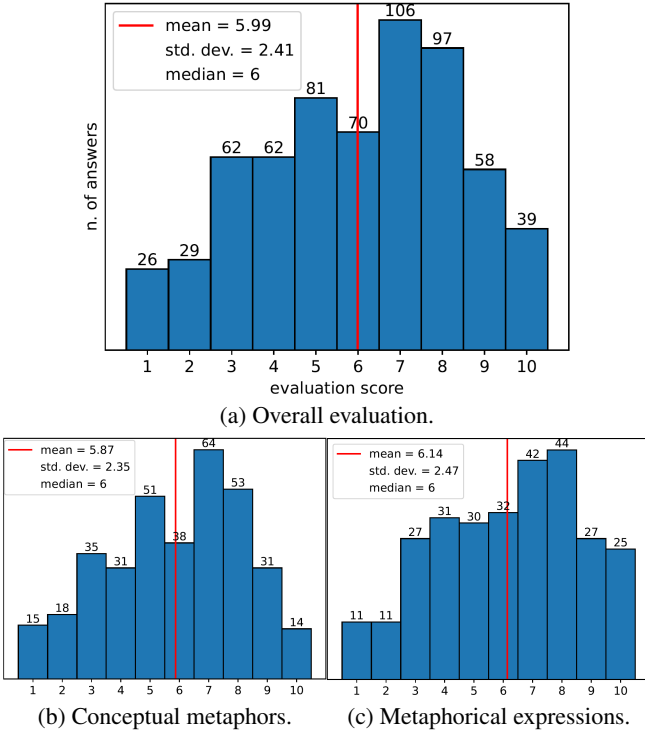 mean = 5.99
std. dev. = 2.41
median = 6
n. of answers
26 29 62 62 81 70 106 97 58 39
1 2 3 4 5 6 7 8 9 10
evaluation score
(a) Overall evaluation.
mean = 5.87
std. dev. = 2.35
median = 6
15 18 35 31 51 38 64 53 31 14
1 2 3 4 5 6 7 8 9 10
(b) Conceptual metaphors.
mean = 6.14
std. dev. = 2.47
median = 6
11 11 27 31 30 32 42 44 27 25
1 2 3 4 5 6 7 8 9 10
(c) Metaphorical expressions.